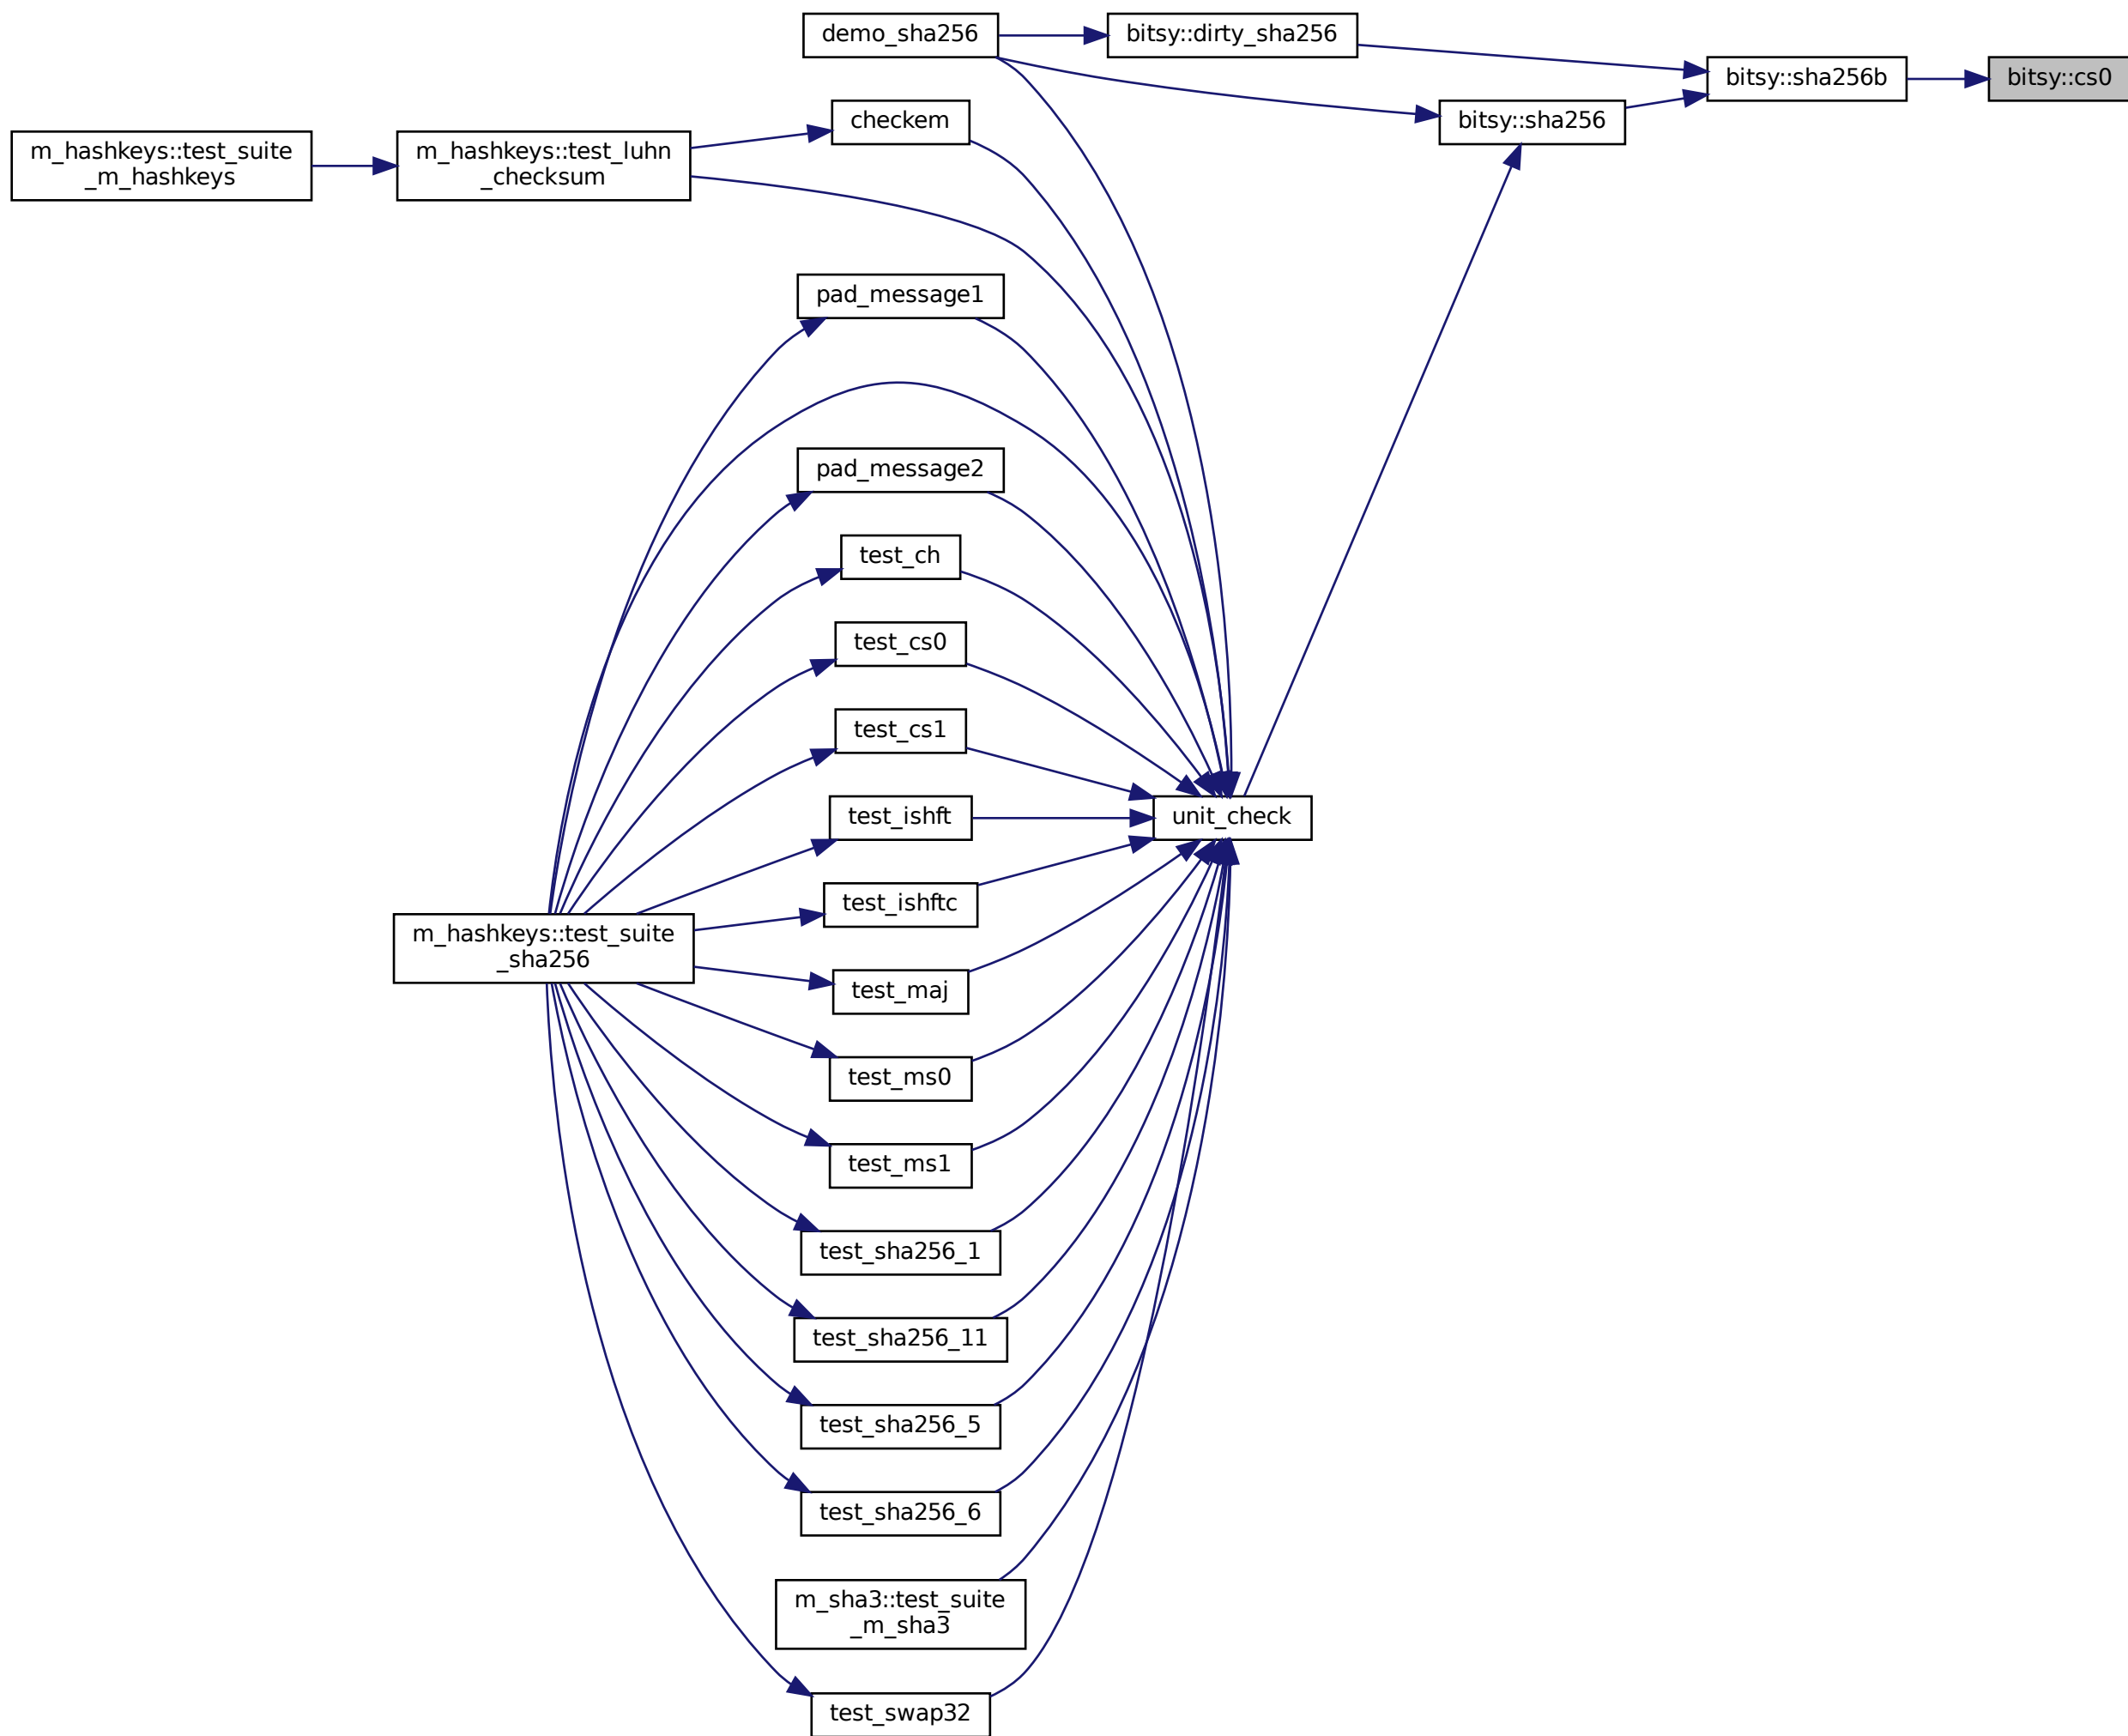 demo_sha256
bitsy::dirty_sha256
bitsy::sha256b
bitsy::cs0
checkem
bitsy::sha256
m_hashkeys::test_suite
_m_hashkeys
m_hashkeys::test_luhn
_checksum
pad_message1
pad_message2
test_ch
test_cs0
test_cs1
test_ishft
unit_check
test_ishftc
m_hashkeys::test_suite
_sha256
test_maj
test_ms0
test_ms1
test_sha256_1
test_sha256_11
test_sha256_5
test_sha256_6
m_sha3::test_suite
_m_sha3
test_swap32